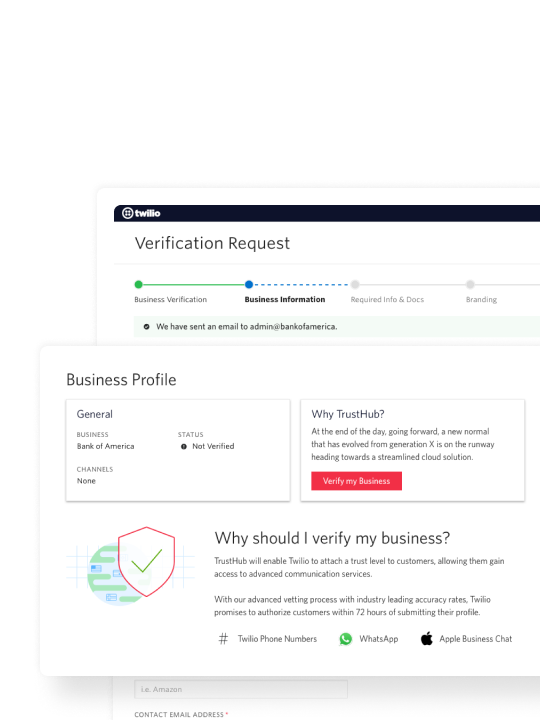 twilio
Verification Request
Business Verification
Business Information
Required Info & Docs
Branding
We have sent an email to admin@bankofamerica.
Business Profile
General
BUSINESS
STATUS
Bank of America
Not Verified
CHANNELS
None
Why TrustHub?
At the end of the day, going forward, a new normal
that has evolved from generation X is on the runway
heading towards a streamlined cloud solution.
Verify my Business
Why should I verify my business?
TrustHub will enable Twilio to attach a trust level to customers, allowing them gain
access to advanced communication services.
With our advanced vetting process with industry leading accuracy rates, Twilio
promises to authorize customers within 72 hours of submitting their profile.
# Twilio Phone Numbers
WhatsApp
Apple Business Chat
i.e. Amazon
CONTACT EMAIL ADDRESS *